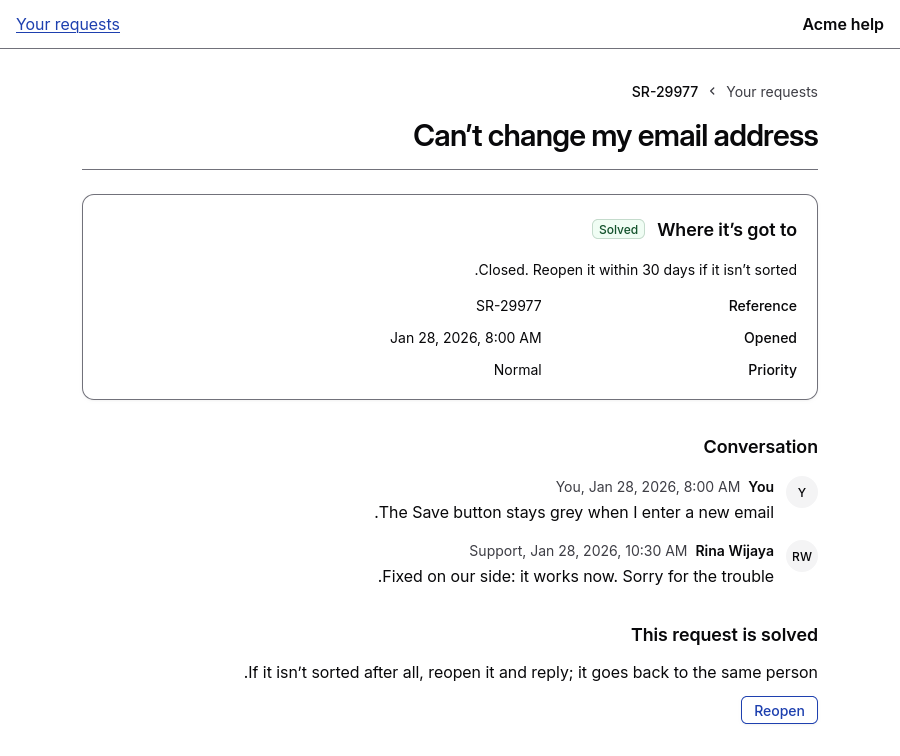 Acme help
Your requests
Your requests
SR-29977
Can’t change my email address
Where it’s got to
Solved
Closed. Reopen it within 30 days if it isn’t sorted.
Reference
SR-29977
Opened
Jan 28, 2026, 8:00 AM
Priority
Normal
Conversation
Y
You
You, Jan 28, 2026, 8:00 AM
The Save button stays grey when I enter a new email.
RW
Rina Wijaya
Support, Jan 28, 2026, 10:30 AM
Fixed on our side: it works now. Sorry for the trouble.
This request is solved
If it isn’t sorted after all, reopen it and reply; it goes back to the same person.
Reopen